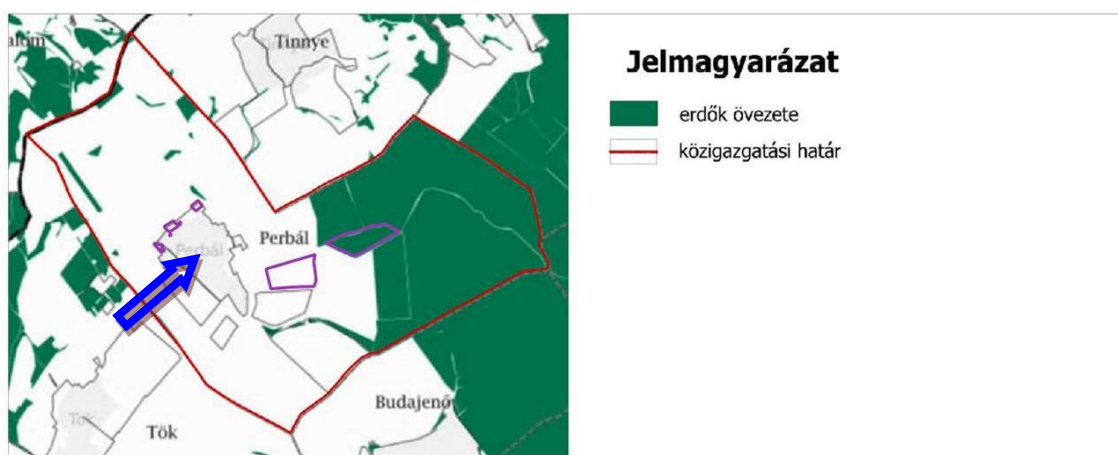 Tinnye
Perbál
Perbál
Budajenő
Tök
Tök
Jelmagyarázat
erdők övezete
közigazgatási határ